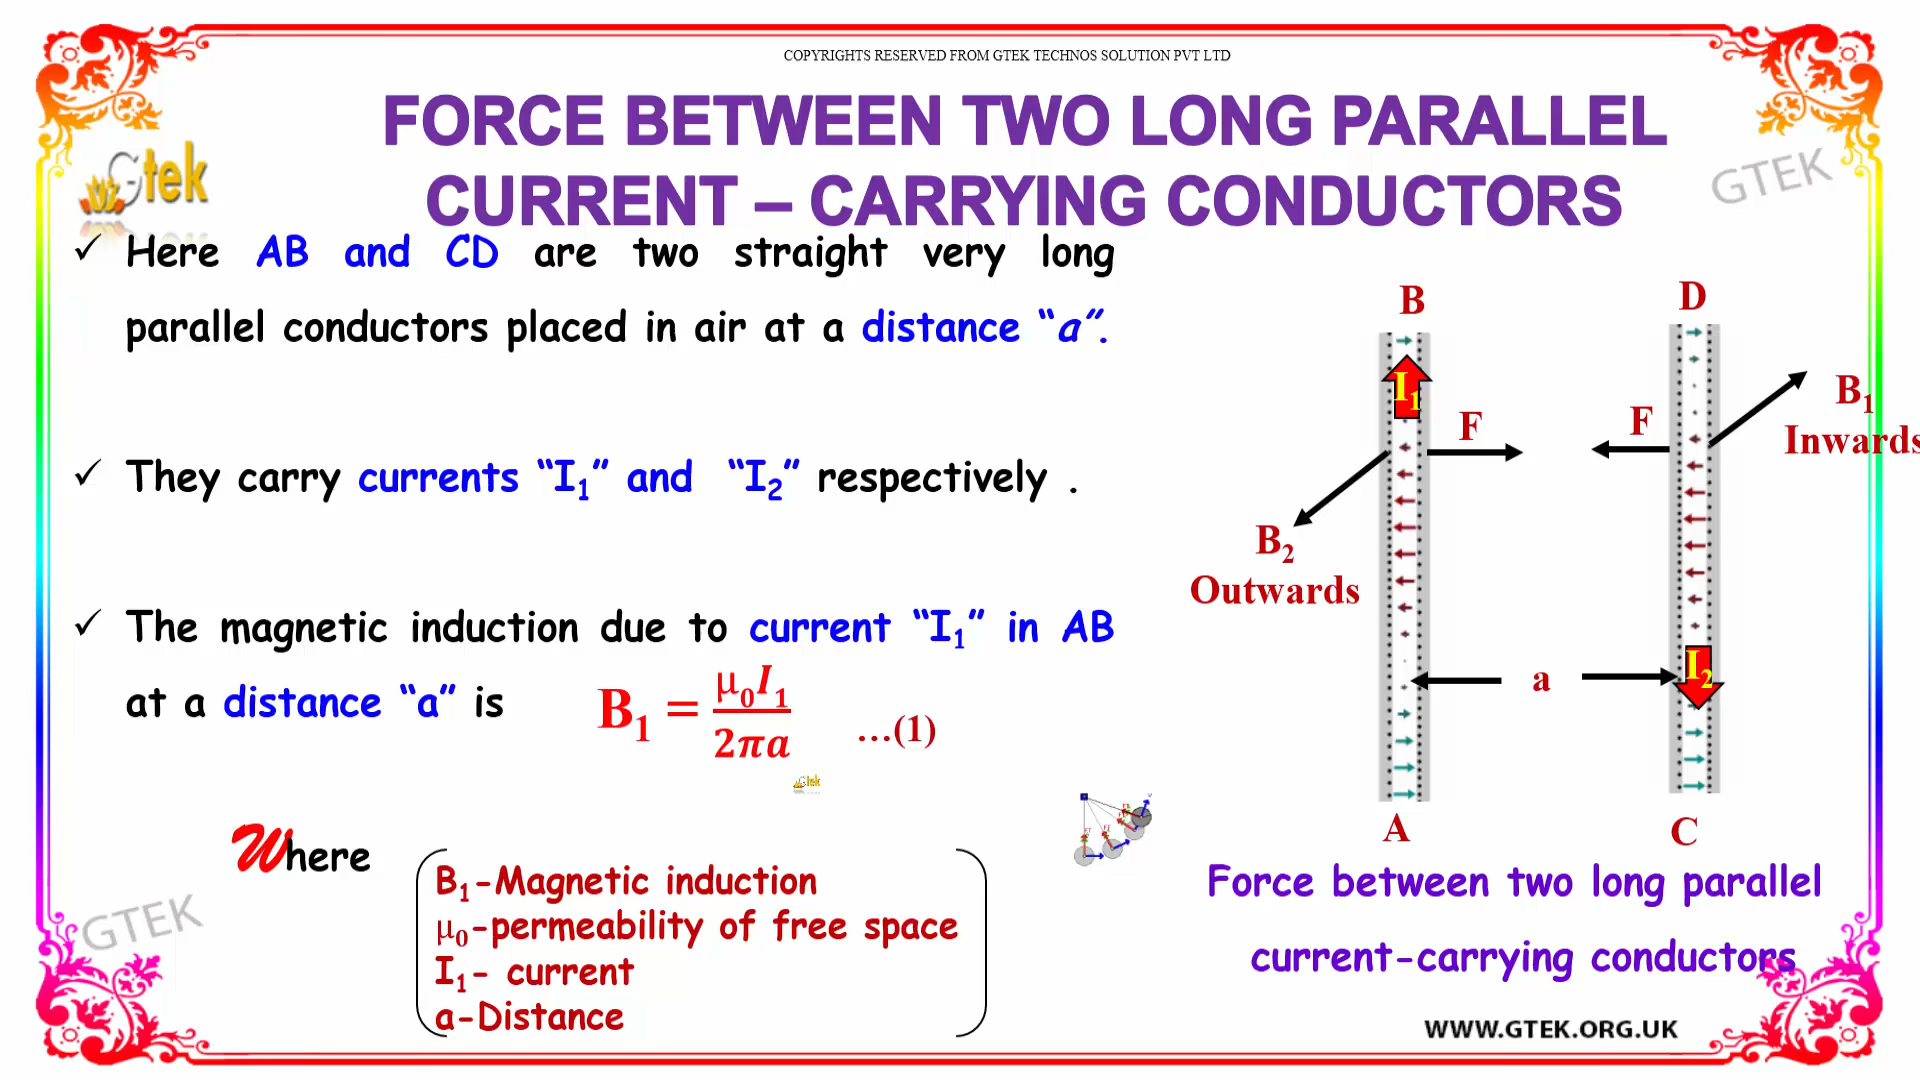 COPYRIGHTS RESERVED FROM GTEK TECHNOS SOLUTION PVT LTD
FORCE BETWEEN TWO LONG PARALLEL
CURRENT – CARRYING CONDUCTORS
Gtek
GTEK
✓ Here AB and CD are two straight very long
parallel conductors placed in air at a distance “a”.
✓ They carry currents “I₁” and “I₂” respectively .
✓ The magnetic induction due to current “I₁” in AB
at a distance “a” is B₁ = μ₀I₁ / 2πa …(1)
Gtek
Where
B₁-Magnetic induction
μ₀-permeability of free space
I₁- current
a-Distance
B
D
I₁
F
F
B₁
Inwards
B₂
Outwards
a
I₂
A
C
Force between two long parallel
current-carrying conductors
GTEK
WWW.GTEK.ORG.UK